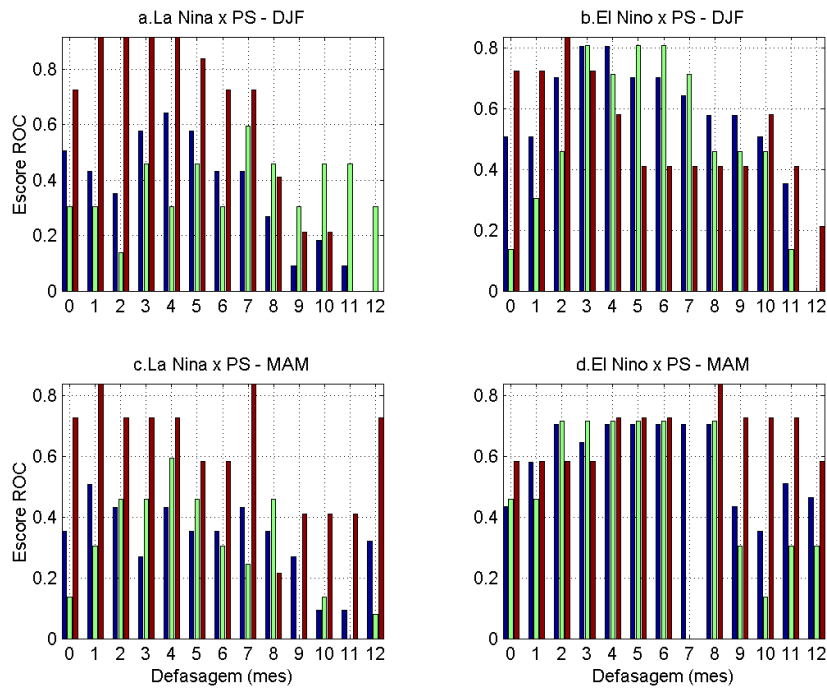 a.La Nina x PS - DJF
Escore ROC
0.8
0.6
0.4
0.2
0
0 1 2 3 4 5 6 7 8 9 10 11 12
b.El Nino x PS - DJF
0.8
0.6
0.4
0.2
0
0 1 2 3 4 5 6 7 8 9 10 11 12
c.La Nina x PS - MAM
Escore ROC
0.8
0.6
0.4
0.2
0
0 1 2 3 4 5 6 7 8 9 10 11 12
Defasagem (mes)
d.El Nino x PS - MAM
0.8
0.6
0.4
0.2
0
0 1 2 3 4 5 6 7 8 9 10 11 12
Defasagem (mes)